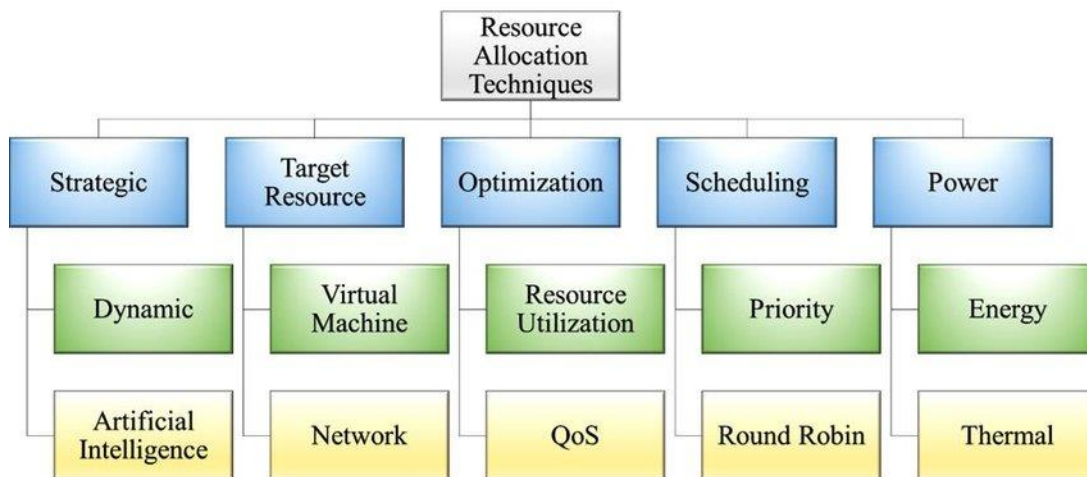 Resource
Allocation
Techniques
Strategic
Target
Resource
Optimization
Scheduling
Power
Dynamic
Virtual
Machine
Resource
Utilization
Priority
Energy
Artificial
Intelligence
Network
QoS
Round Robin
Thermal